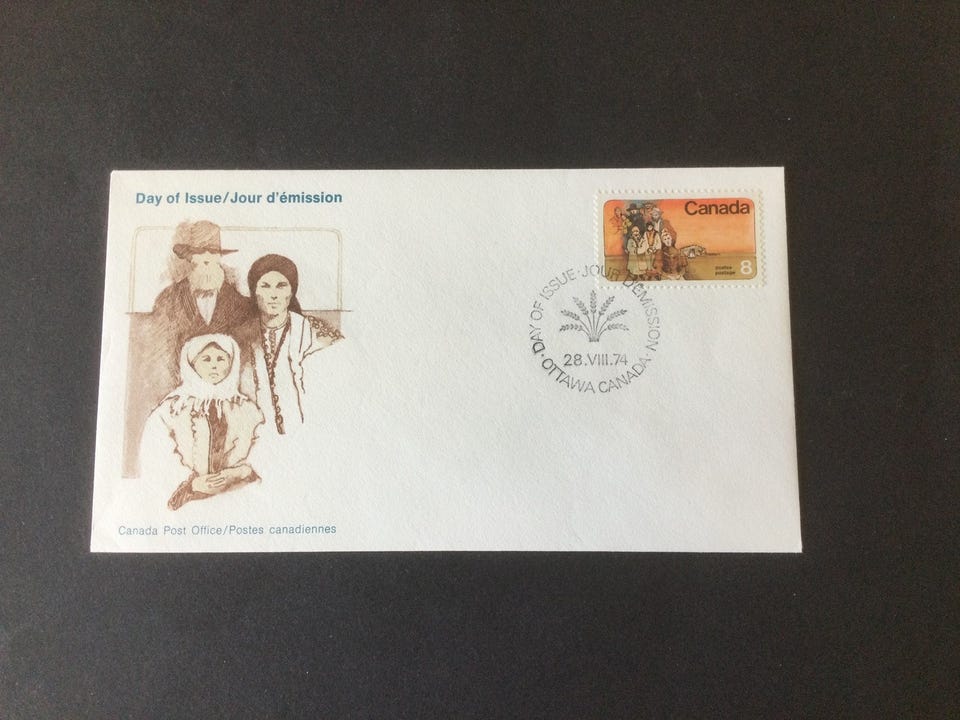 Day of Issue/Jour d'émission
Canada
postes
postage
8
DAY OF ISSUE · JOUR D'ÉMISSION ·
28.VIII.74
OTTAWA CANADA ·
Canada Post Office/Postes canadiennes